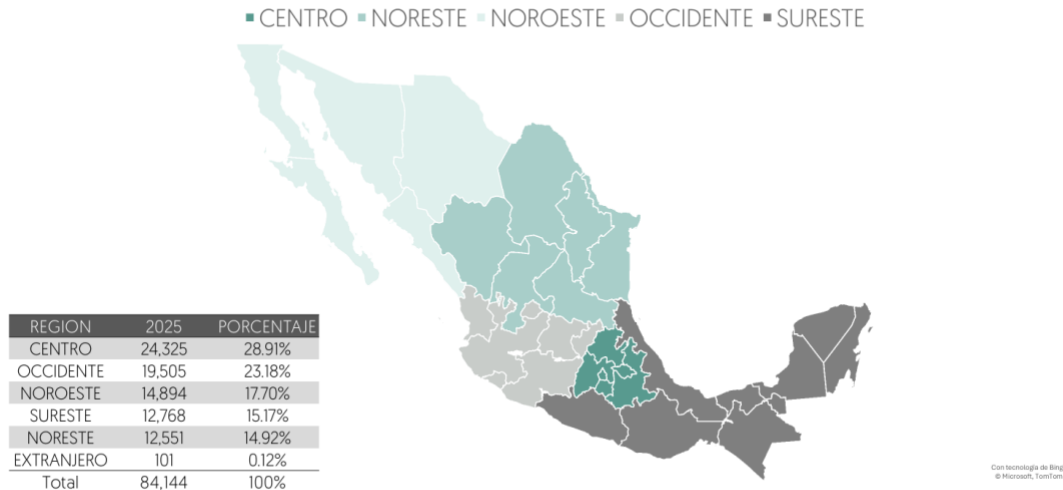 CENTRO NORESTE NOROESTE OCCIDENTE SURESTE
REGION 2025 PORCENTAJE
CENTRO 24,325 28.91%
OCCIDENTE 19,505 23.18%
NOROESTE 14,894 17.70%
SURESTE 12,768 15.17%
NORESTE 12,551 14.92%
EXTRANJERO 101 0.12%
Total 84,144 100%
Con tecnología de Bing
© Microsoft, TomTom